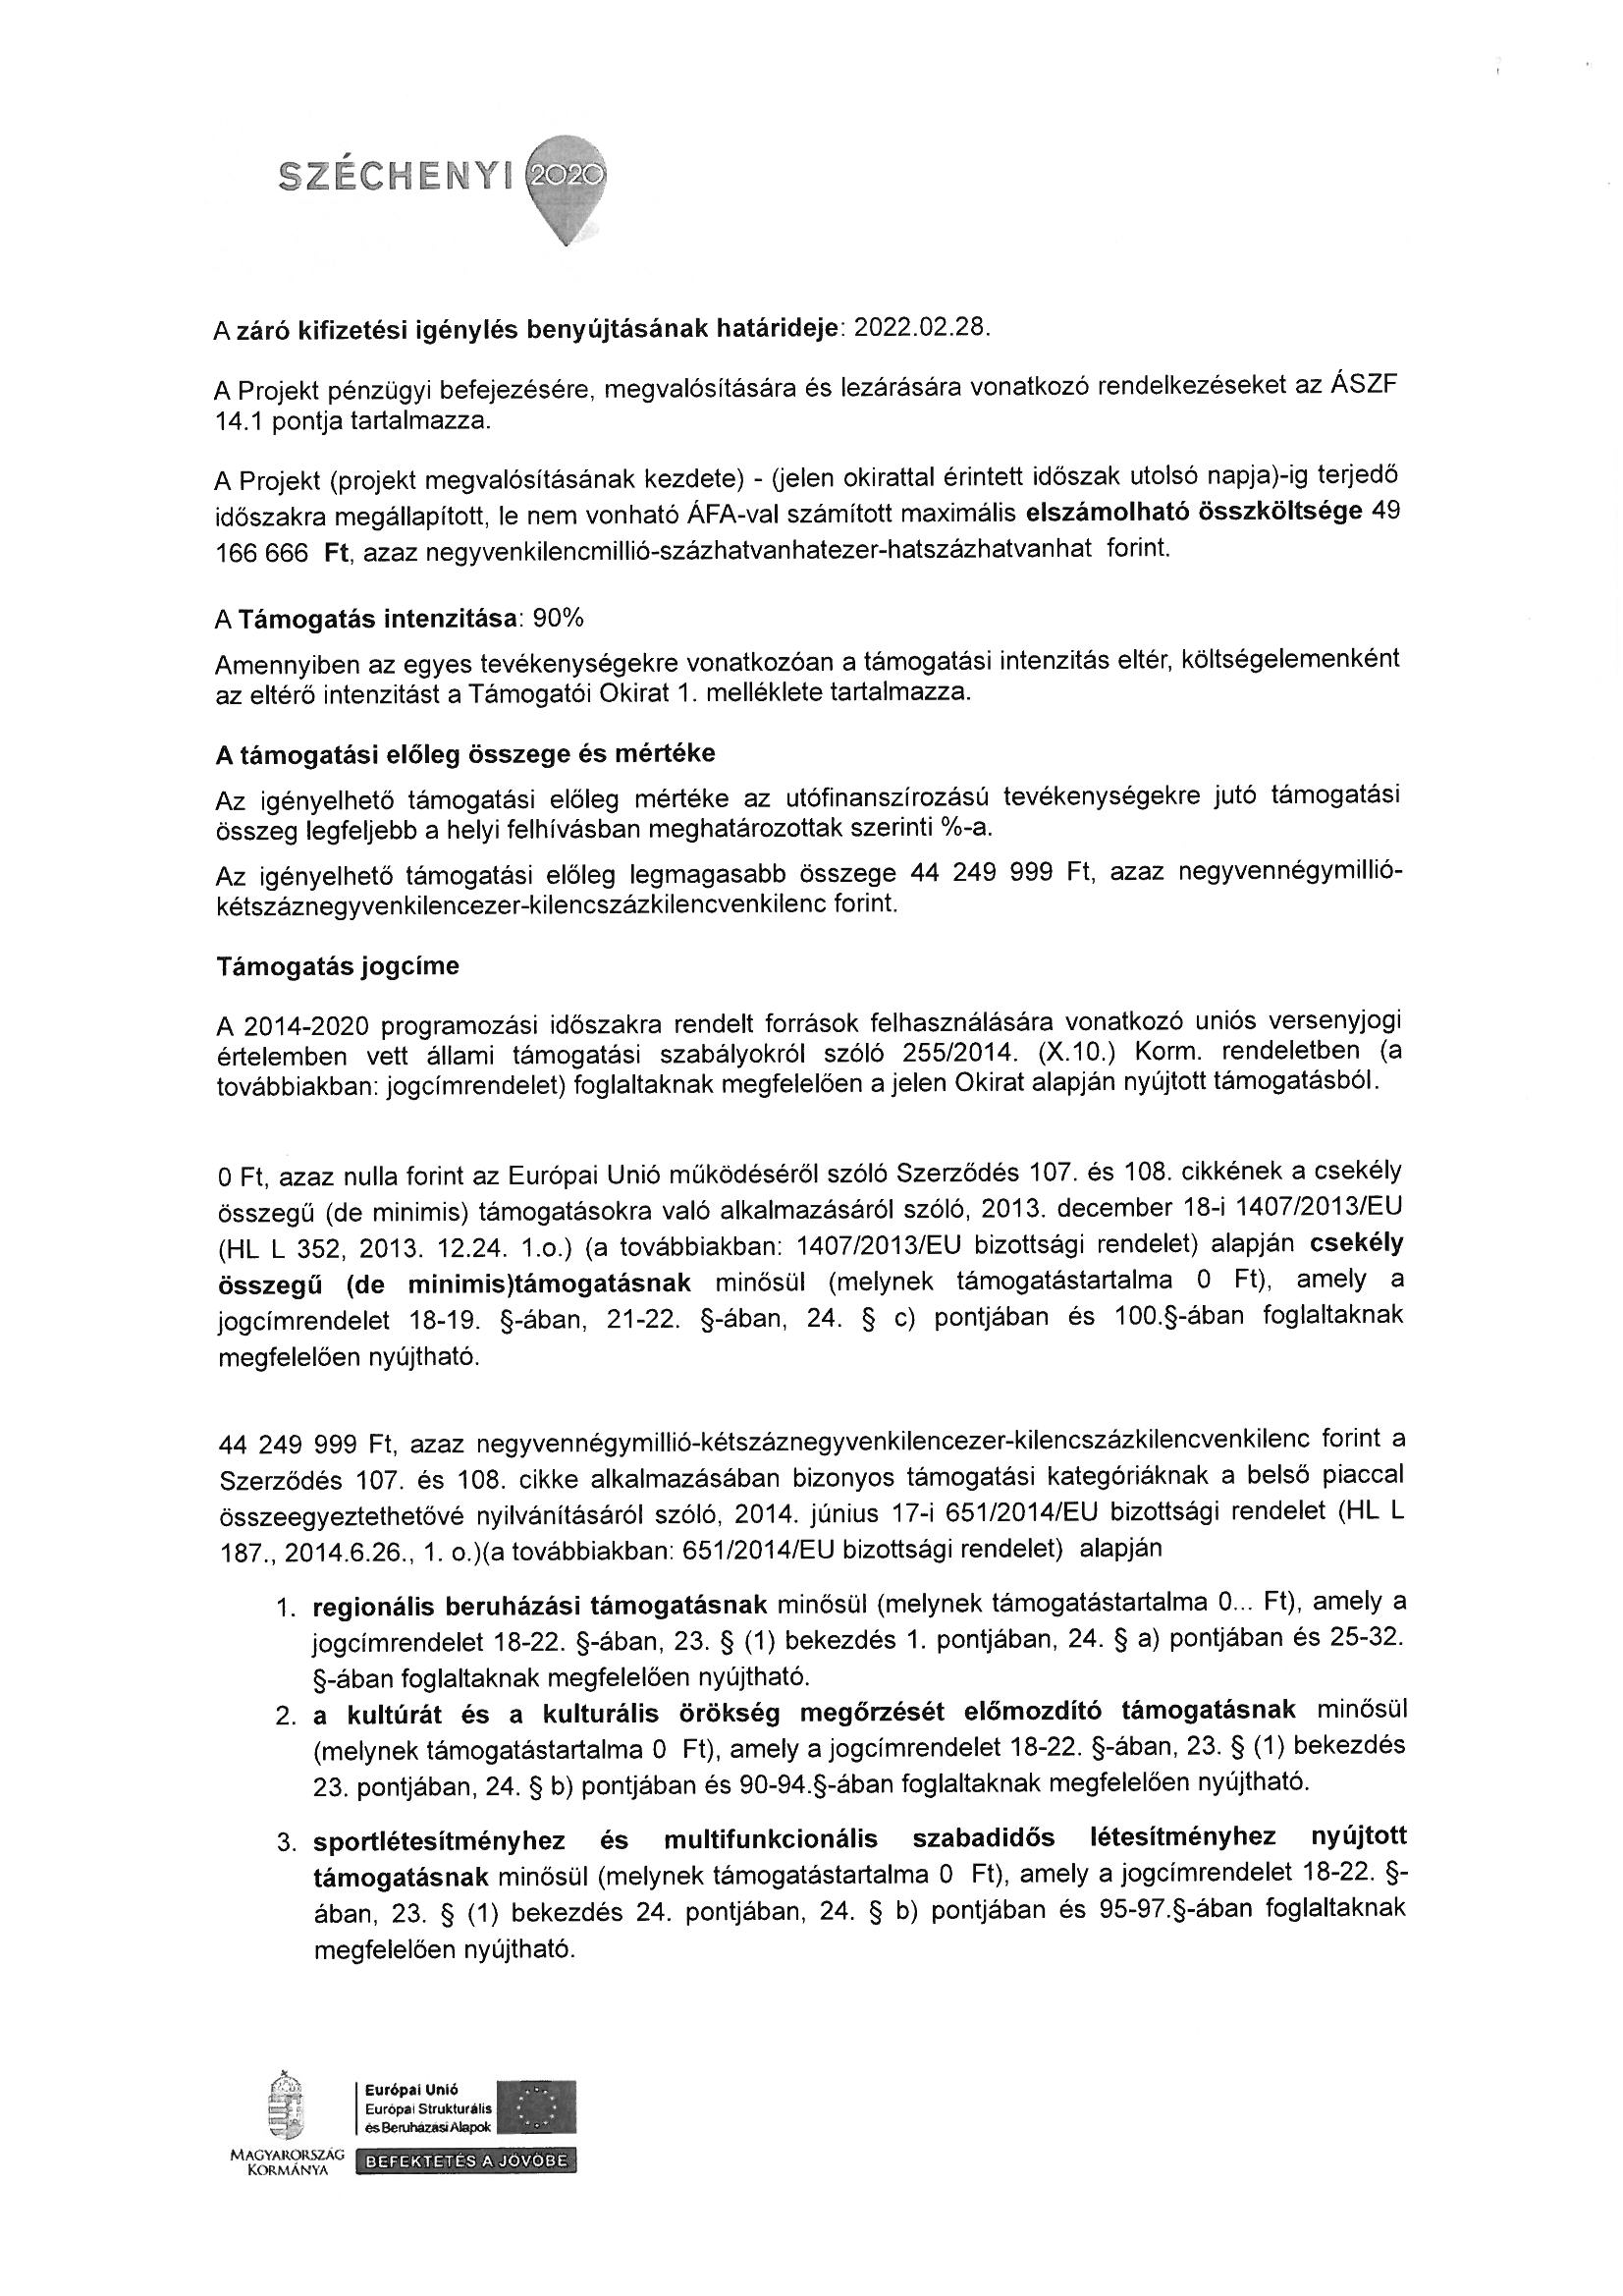 SZÉCHENYI 2020
A záró kifizetési igénylés benyújtásának határideje: 2022.02.28.
A Projekt pénzügyi befejezésére, megvalósítására és lezárására vonatkozó rendelkezéseket az ÁSZF
14.1 pontja tartalmazza.
A Projekt (projekt megvalósításának kezdete) - (jelen okirattal érintett időszak utolsó napja)-ig terjedő
időszakra megállapított, le nem vonható ÁFA-val számított maximális elszámolható összköltsége 49
166 666 Ft, azaz negyvenkilencmillió-százhatvanhatezer-hatszázhatvanhat forint.
A Támogatás intenzitása: 90%
Amennyiben az egyes tevékenységekre vonatkozóan a támogatási intenzitás eltér, költségelemenként
az eltérő intenzitást a Támogatói Okirat 1. melléklete tartalmazza.
A támogatási előleg összege és mértéke
Az igényelhető támogatási előleg mértéke az utófinanszírozású tevékenységekre jutó támogatási
összeg legfeljebb a helyi felhívásban meghatározottak szerinti %-a.
Az igényelhető támogatási előleg legmagasabb összege 44 249 999 Ft, azaz negyvennégymillió-
kétszáznegyvenkilencezer-kilencszázkilencvenkilenc forint.
Támogatás jogcíme
A 2014-2020 programozási időszakra rendelt források felhasználására vonatkozó uniós versenyjogi
értelemben vett állami támogatási szabályokról szóló 255/2014. (X.10.) Korm. rendeletben (a
továbbiakban: jogcímrendelet) foglaltaknak megfelelően a jelen Okirat alapján nyújtott támogatásból.
0 Ft, azaz nulla forint az Európai Unió működéséről szóló Szerződés 107. és 108. cikkének a csekély
összegű (de minimis) támogatásokra való alkalmazásáról szóló, 2013. december 18-i 1407/2013/EU
(HL L 352, 2013. 12.24. 1.o.) (a továbbiakban: 1407/2013/EU bizottsági rendelet) alapján csekély
összegű (de minimis)támogatásnak minősül (melynek támogatástartalma 0 Ft), amely a
jogcímrendelet 18-19. §-ában, 21-22. §-ában, 24. § c) pontjában és 100.§-ában foglaltaknak
megfelelően nyújtható.
44 249 999 Ft, azaz negyvennégymillió-kétszáznegyvenkilencezer-kilencszázkilencvenkilenc forint a
Szerződés 107. és 108. cikke alkalmazásában bizonyos támogatási kategóriáknak a belső piaccal
összeegyeztethetővé nyilvánításáról szóló, 2014. június 17-i 651/2014/EU bizottsági rendelet (HL L
187., 2014.6.26., 1. o.)(a továbbiakban: 651/2014/EU bizottsági rendelet) alapján
1. regionális beruházási támogatásnak minősül (melynek támogatástartalma 0... Ft), amely a
jogcímrendelet 18-22. §-ában, 23. § (1) bekezdés 1. pontjában, 24. § a) pontjában és 25-32.
§-ában foglaltaknak megfelelően nyújtható.
2. a kultúrát és a kulturális örökség megőrzését előmozdító támogatásnak minősül
(melynek támogatástartalma 0 Ft), amely a jogcímrendelet 18-22. §-ában, 23. § (1) bekezdés
23. pontjában, 24. § b) pontjában és 90-94.§-ában foglaltaknak megfelelően nyújtható.
3. sportlétesítményhez és multifunkcionális szabadidős létesítményhez nyújtott
támogatásnak minősül (melynek támogatástartalma 0 Ft), amely a jogcímrendelet 18-22. §-
ában, 23. § (1) bekezdés 24. pontjában, 24. § b) pontjában és 95-97.§-ában foglaltaknak
megfelelően nyújtható.
Európai Unió
Európai Strukturális
és Beruházási Alapok
MAGYARORSZÁG
KORMÁNYA
BEFEKTETÉS A JÖVŐBE